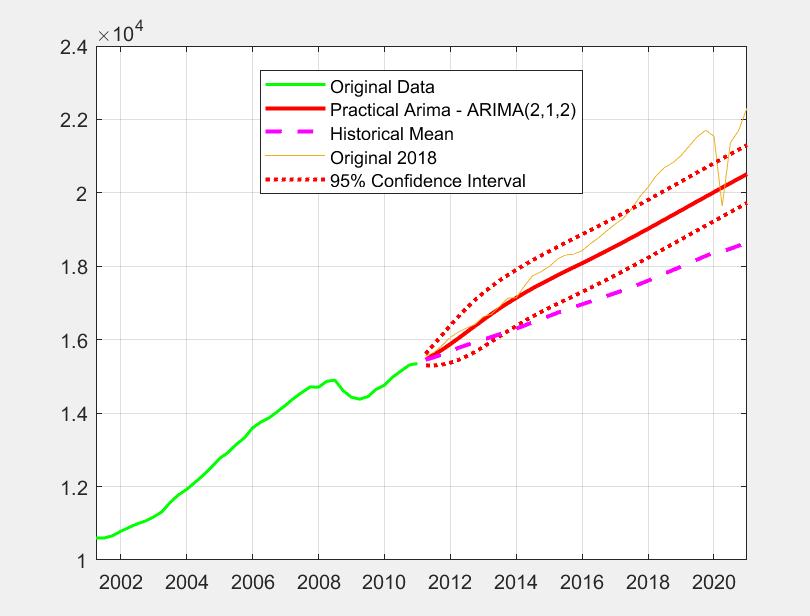 ×10⁴
2.4
Original Data
Practical Arima - ARIMA(2,1,2)
Historical Mean
Original 2018
95% Confidence Interval
2.2
2
1.8
1.6
1.4
1.2
1
2002 2004 2006 2008 2010 2012 2014 2016 2018 2020